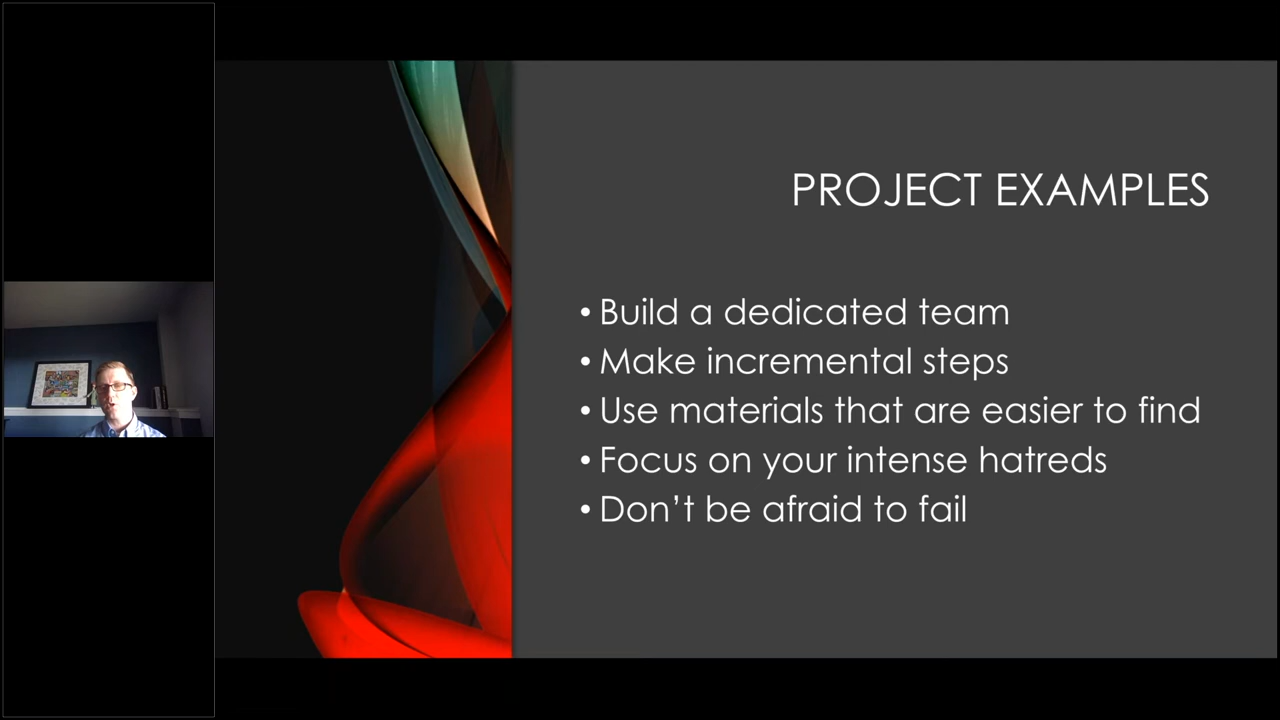 PROJECT EXAMPLES
• Build a dedicated team
• Make incremental steps
• Use materials that are easier to find
• Focus on your intense hatreds
• Don’t be afraid to fail